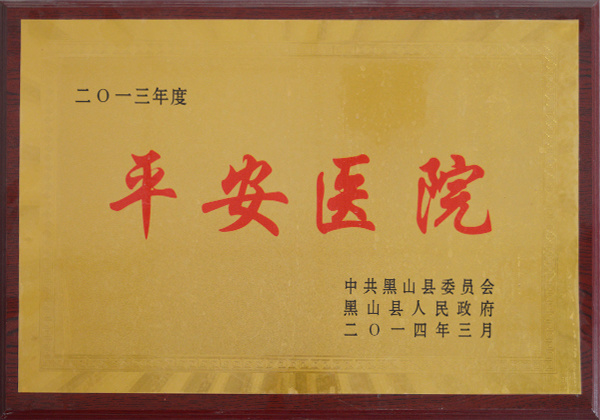 二〇一三年度
平安医院
中共黑山县委员会
黑山县人民政府
二〇一四年三月